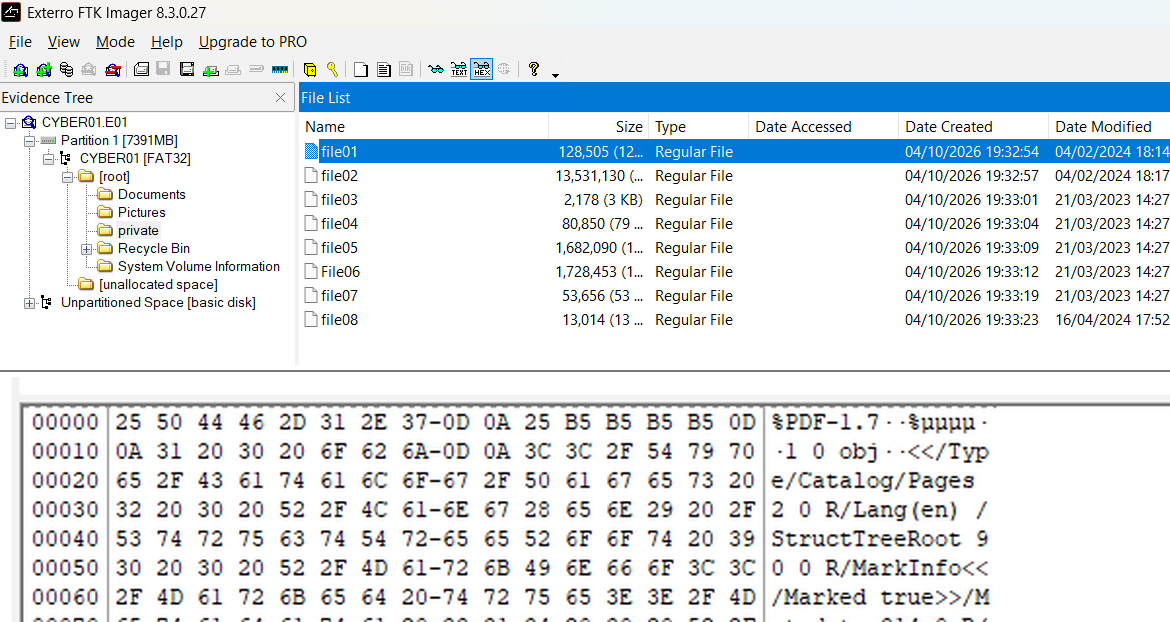 Exterro FTK Imager 8.3.0.27
File View Mode Help Upgrade to PRO
TEXT HEX
Evidence Tree
File List
CYBER01.E01
Partition 1 [7391MB]
CYBER01 [FAT32]
[root]
Documents
Pictures
private
Recycle Bin
System Volume Information
[unallocated space]
Unpartitioned Space [basic disk]
Name Size Type Date Accessed Date Created Date Modified
file01 128,505 (12... Regular File 04/10/2026 19:32:54 04/02/2024 18:14
file02 13,531,130 (... Regular File 04/10/2026 19:32:57 04/02/2024 18:17
file03 2,178 (3 KB) Regular File 04/10/2026 19:33:01 21/03/2023 14:27
file04 80,850 (79 ... Regular File 04/10/2026 19:33:04 21/03/2023 14:27
file05 1,682,090 (1... Regular File 04/10/2026 19:33:09 21/03/2023 14:27
File06 1,728,453 (1... Regular File 04/10/2026 19:33:12 21/03/2023 14:27
file07 53,656 (53 ... Regular File 04/10/2026 19:33:19 21/03/2023 14:27
file08 13,014 (13 ... Regular File 04/10/2026 19:33:23 16/04/2024 17:52
00000 25 50 44 46 2D 31 2E 37-0D 0A 25 B5 B5 B5 B5 0D %PDF-1.7··%µµµµ·
00010 0A 31 20 30 20 6F 62 6A-0D 0A 3C 3C 2F 54 79 70 ·1 0 obj··<</Typ
00020 65 2F 43 61 74 61 6C 6F-67 2F 50 61 67 65 73 20 e/Catalog/Pages
00030 32 20 30 20 52 2F 4C 61-6E 67 28 65 6E 29 20 2F 2 0 R/Lang(en) /
00040 53 74 72 75 63 74 54 72-65 65 52 6F 6F 74 20 39 StructTreeRoot 9
00050 30 20 30 20 52 2F 4D 61-72 6B 49 6E 66 6F 3C 3C 0 0 R/MarkInfo<<
00060 2F 4D 61 72 6B 65 64 20-74 72 75 65 3E 3E 2F 4D /Marked true>>/M